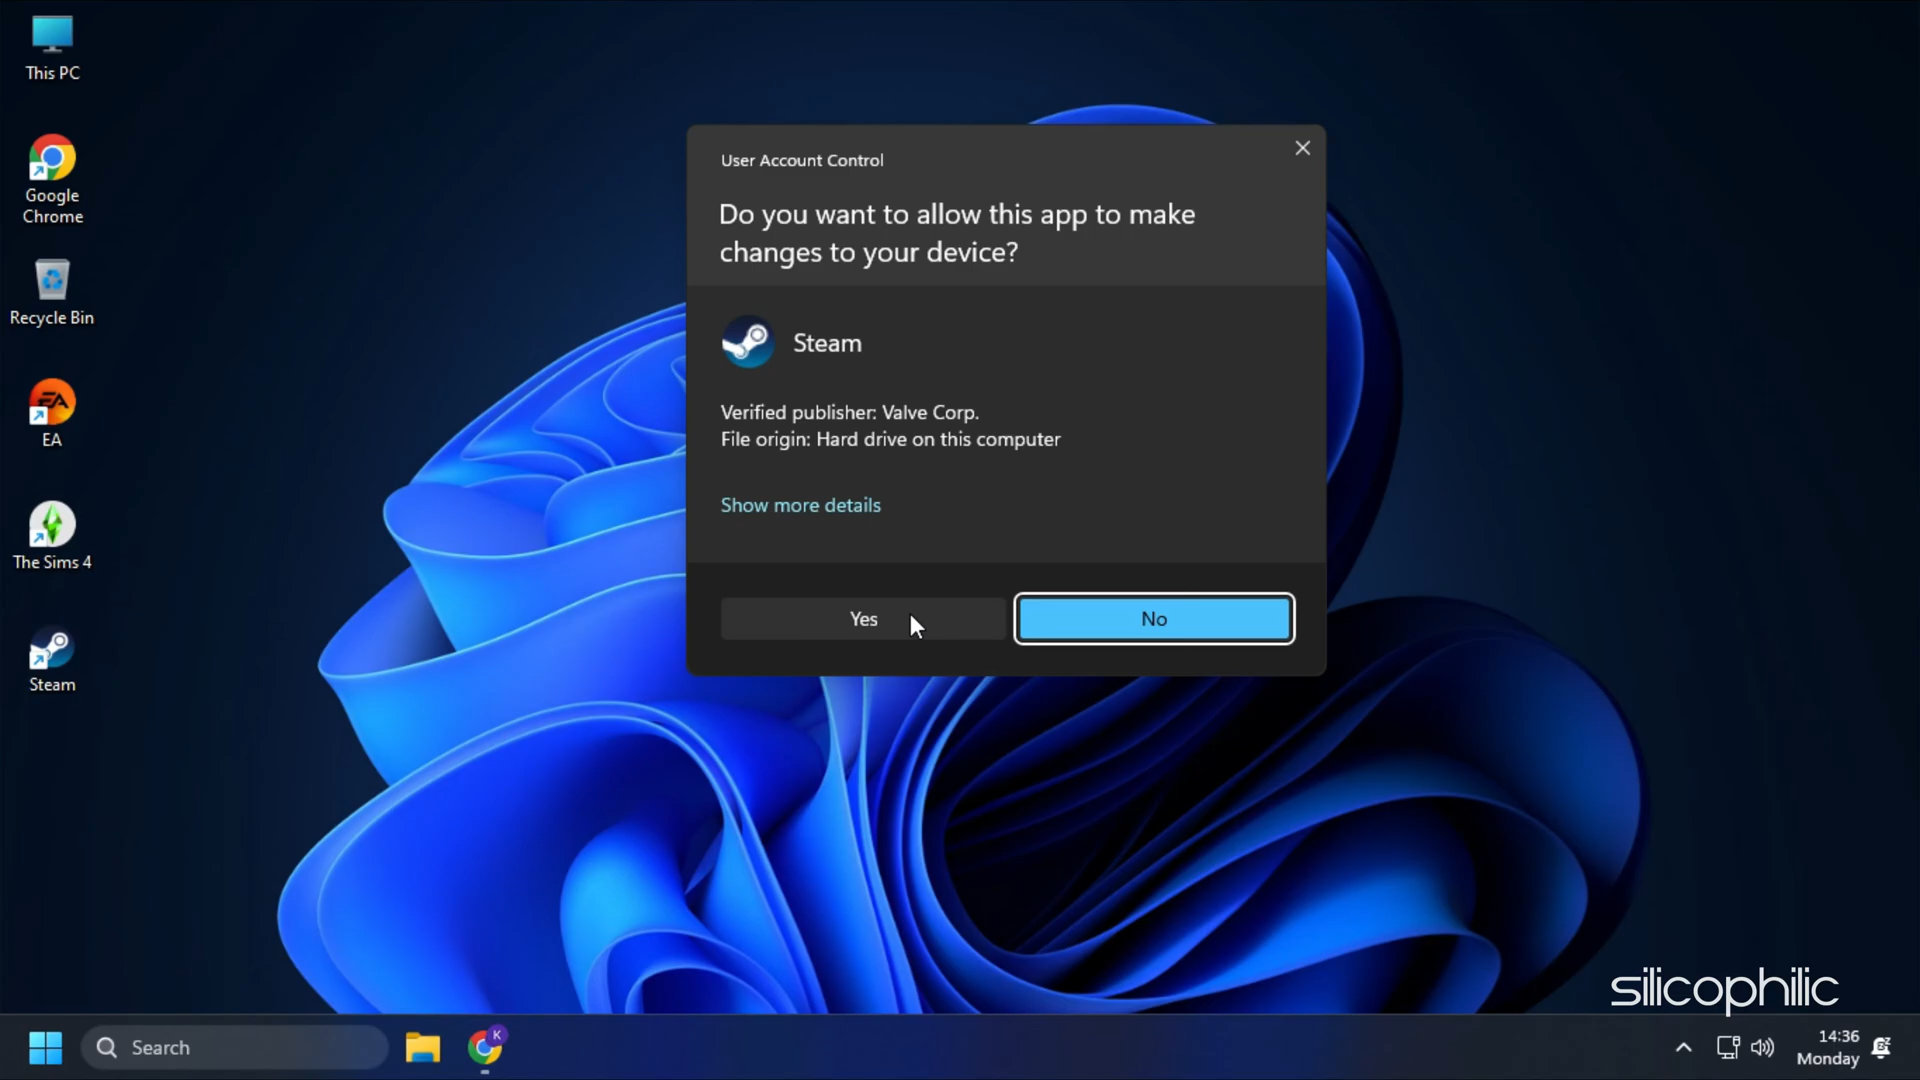 This PC
Google
Chrome
Recycle Bin
EA
The Sims 4
Steam
User Account Control
Do you want to allow this app to make
changes to your device?
Steam
Verified publisher: Valve Corp.
File origin: Hard drive on this computer
Show more details
Yes
No
silicophilic
Search
K
14:36
Monday